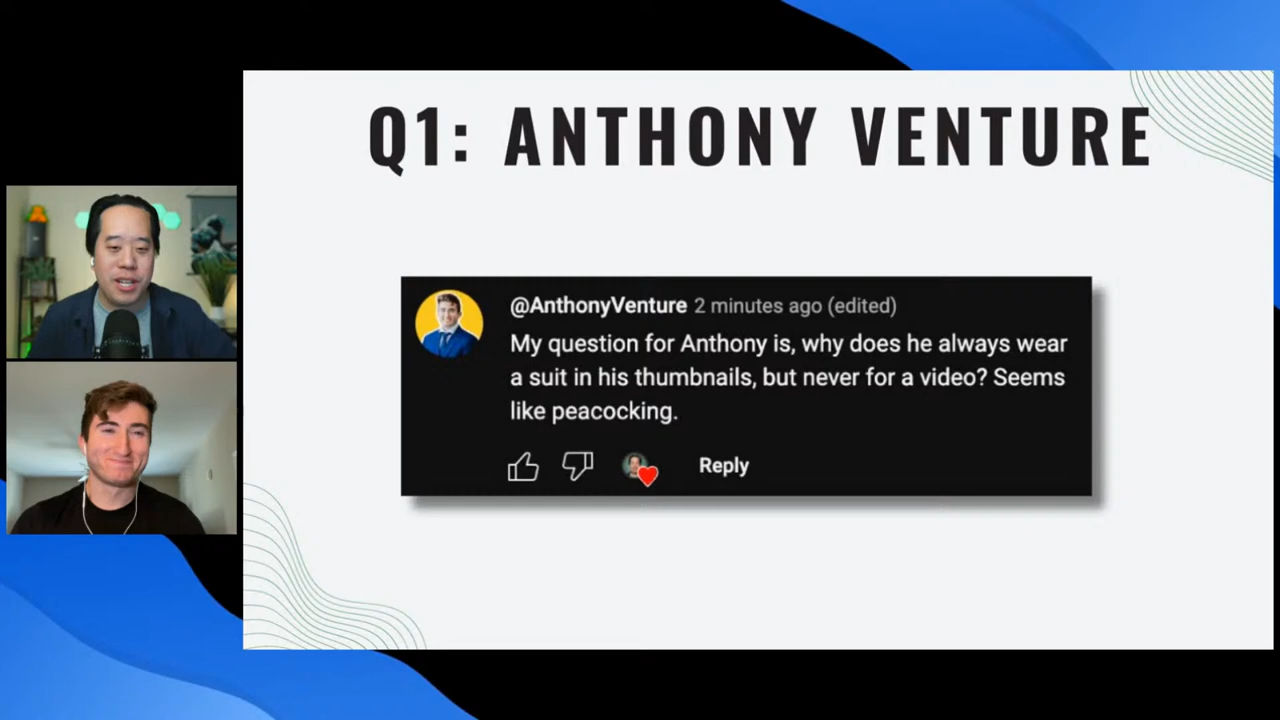 Q1: ANTHONY VENTURE
@AnthonyVenture 2 minutes ago (edited)
My question for Anthony is, why does he always wear
a suit in his thumbnails, but never for a video? Seems
like peacocking.
Reply